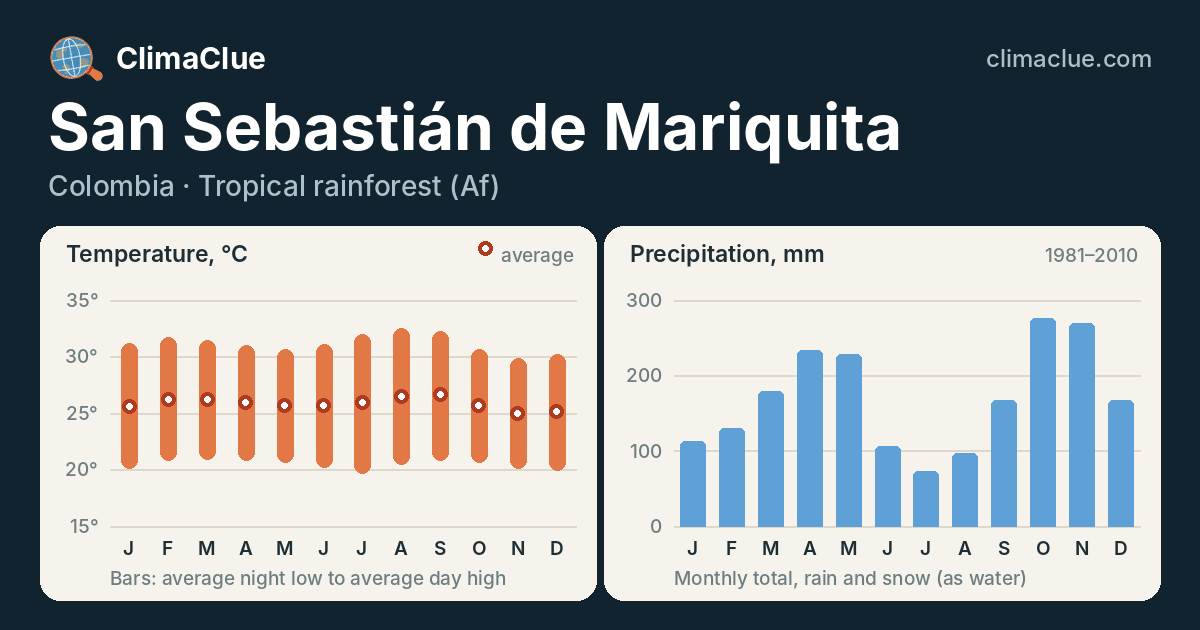 ClimaClue
climaclue.com
San Sebastián de Mariquita
Colombia · Tropical rainforest (Af)
Temperature, °C
average
35°
30°
25°
20°
15°
J F M A M J J A S O N D
Bars: average night low to average day high
Precipitation, mm
1981–2010
300
200
100
0
J F M A M J J A S O N D
Monthly total, rain and snow (as water)